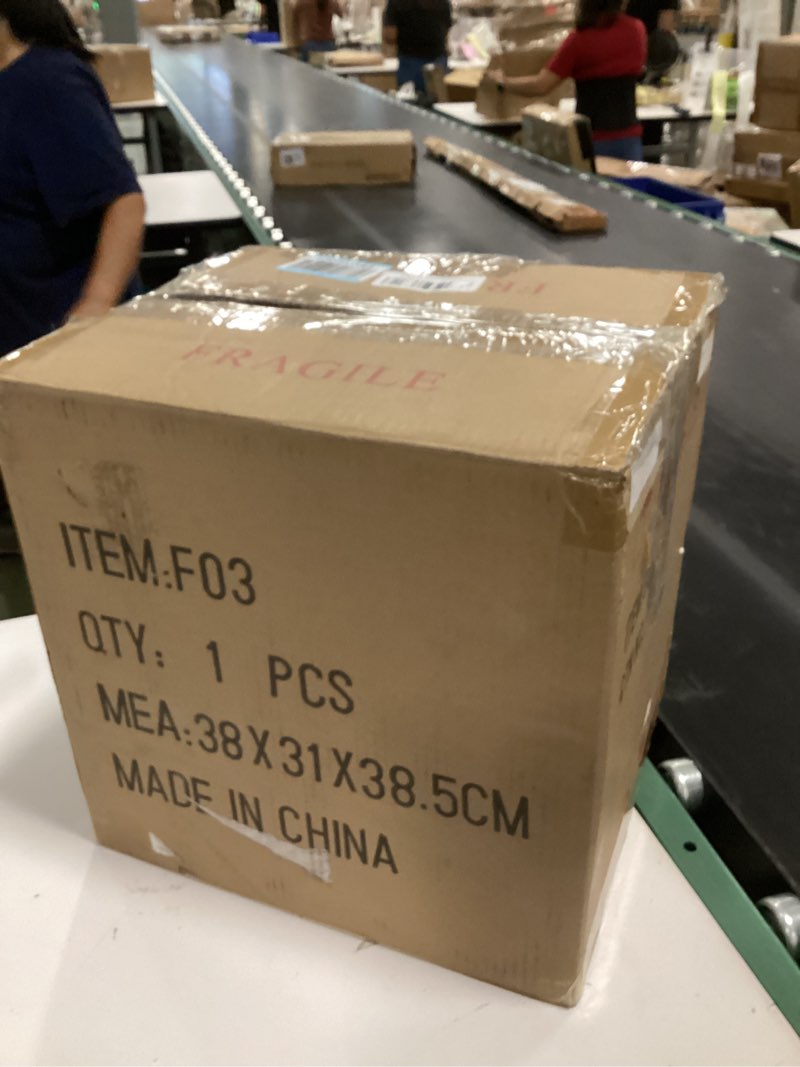 FRAGILE
ITEM:F03
QTY: 1 PCS
MEA:38X31X38.5CM
MADE IN CHINA